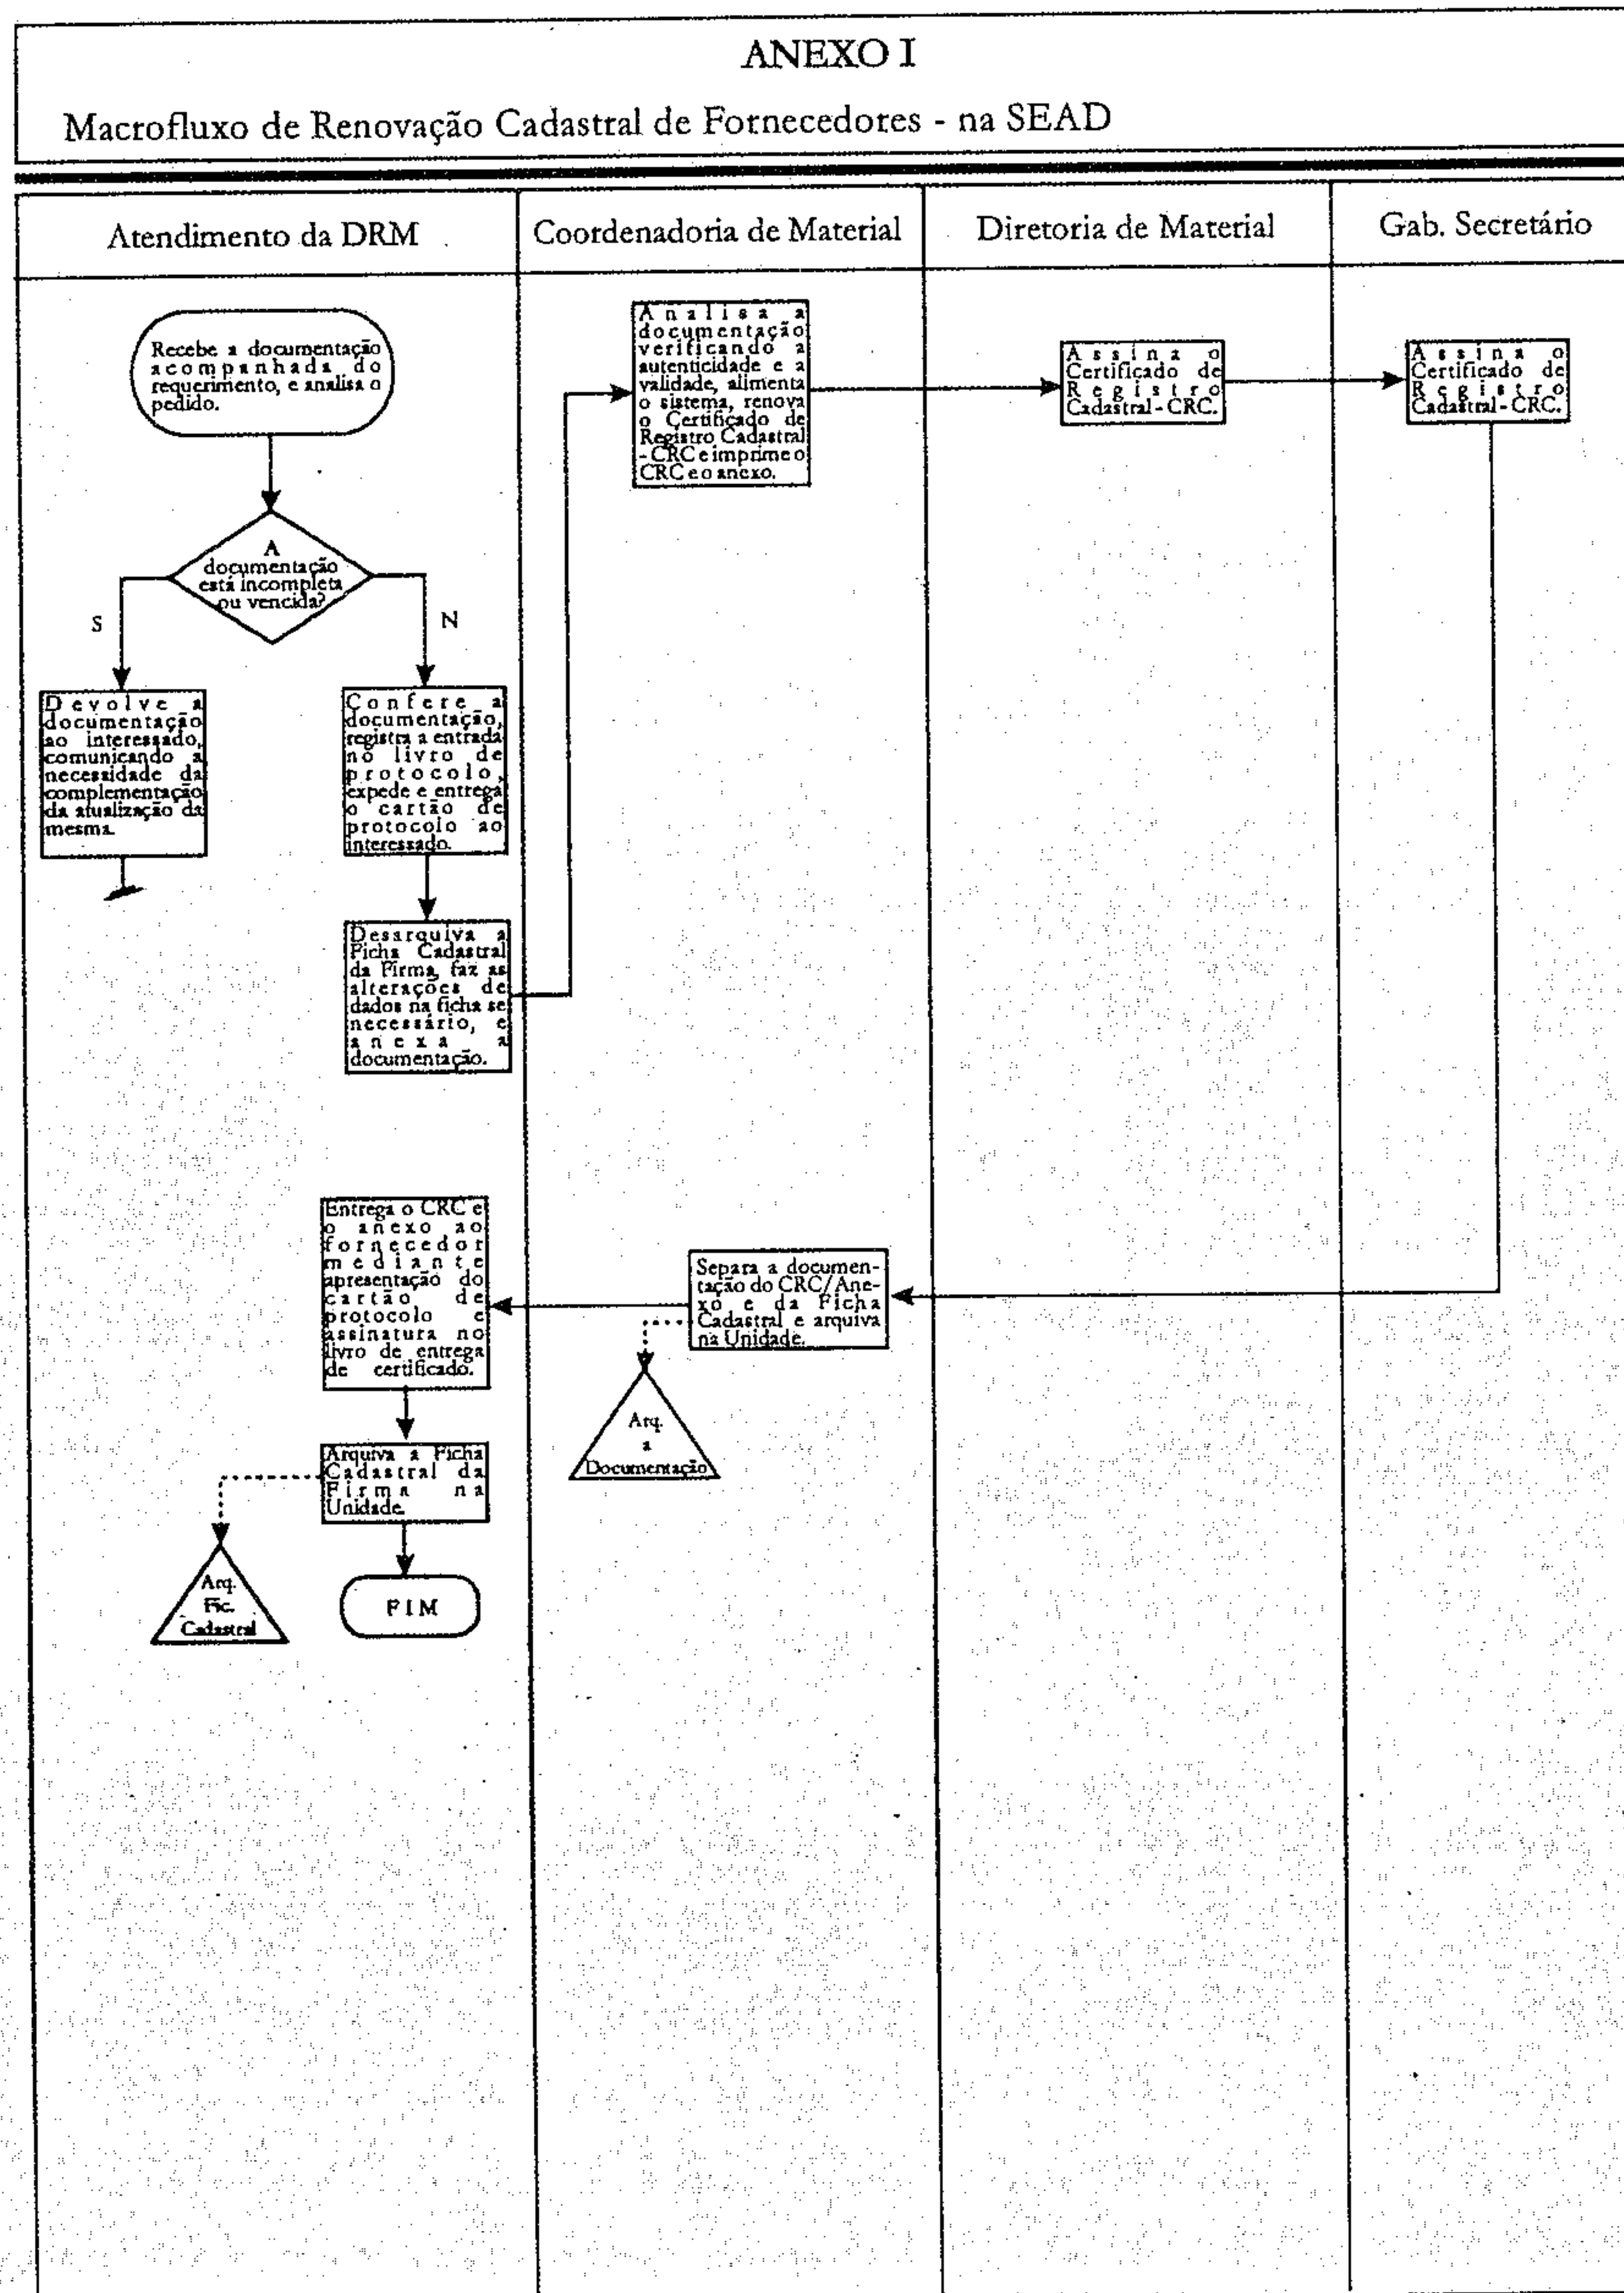 ANEXO I
Macrofluxo de Renovação Cadastral de Fornecedores - na SEAD
Atendimento da DRM
Coordenadoria de Material
Diretoria de Material
Gab. Secretário
Recebe a documentação
acompanhada do
requerimento, e analisa o
pedido.
A
documentação
está incompleta
ou vencida?
S
N
Devolve a
documentação
ao interessado,
comunicando a
necessidade da
complementação
da atualização da
mesma.
Confere a
documentação,
registra a entrada
no livro de
protocolo,
expede e entrega
o cartão de
protocolo ao
interessado.
Desarquiva a
Ficha Cadastral
da Firma, faz as
alterações de
dados na ficha se
necessário, e
anexa a
documentação.
Analisa a
documentação
verificando a
autenticidade e a
validade, alimenta
o sistema, renova
o Certificado de
Registro Cadastral
- CRC e imprime o
CRC e o anexo.
Assina o
Certificado de
Registro
Cadastral - CRC.
Assina o
Certificado de
Registro
Cadastral - CRC.
Separa a documen-
tação do CRC/Ane-
xo e da Ficha
Cadastral e arquiva
na Unidade.
Arq.
a
Documentação
Entrega o CRC e
o anexo ao
fornecedor
mediante
apresentação do
cartão de
protocolo e
assinatura no
livro de entrega
de certificado.
Arquiva a Ficha
Cadastral da
Firma na
Unidade.
Arq.
Fic.
Cadastral
FIM